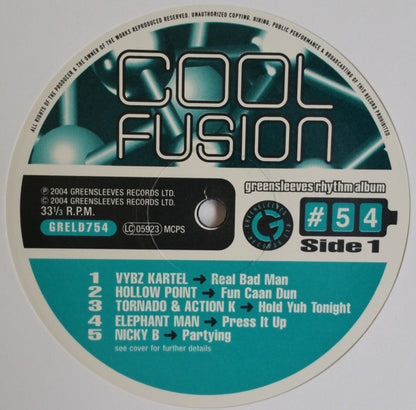 ALL RIGHTS OF THE PRODUCER & THE OWNER OF THE WORKS REPRODUCED RESERVED. UNAUTHORIZED COPYING, HIRING, PUBLIC PERFORMANCE & BROADCASTING OF THIS RECORD PROHIBITED.
COOL
FUSION
℗ 2004 GREENSLEEVES RECORDS LTD.
© 2004 GREENSLEEVES RECORDS LTD.
33⅓ R.P.M.
GRELD754 LC 05923 MCPS
greensleeves rhythm album
GREENSLEEVES
G
#54
Side 1
1 VYBZ KARTEL → Real Bad Man
2 HOLLOW POINT → Fun Caan Dun
3 TORNADO & ACTION K → Hold Yuh Tonight
4 ELEPHANT MAN → Press It Up
5 NICKY B → Partying
see cover for further details